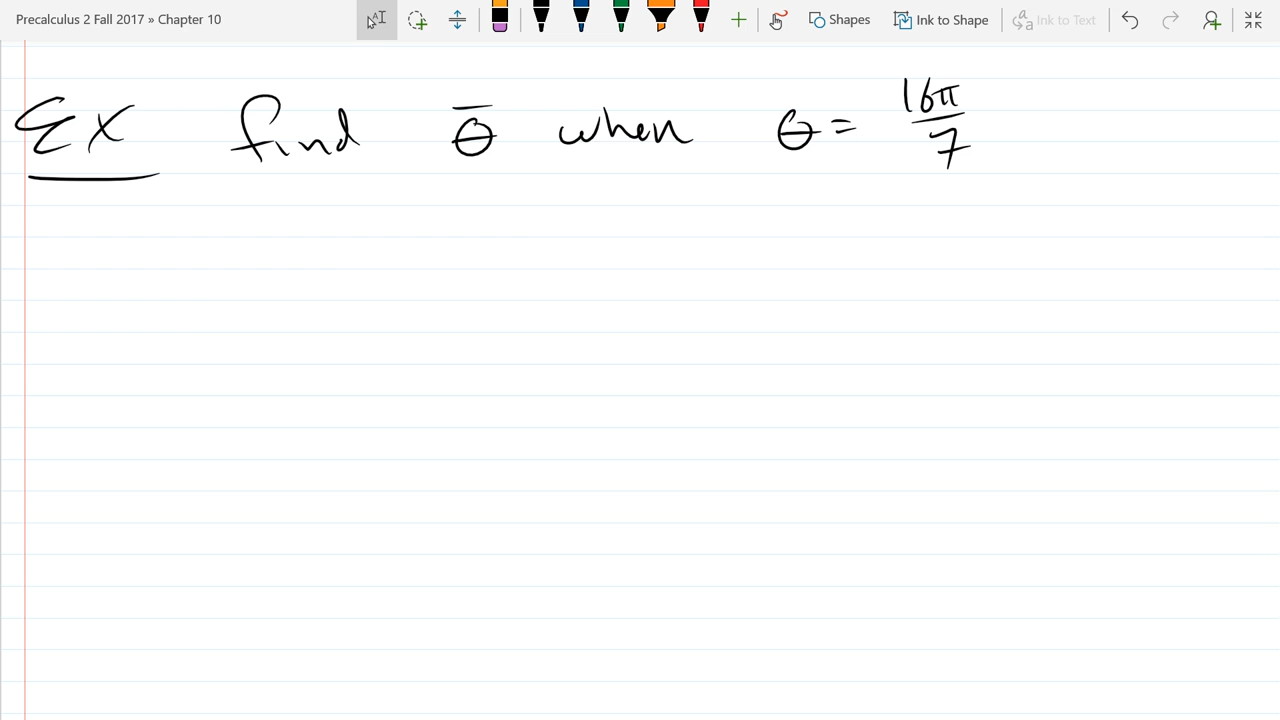 Precalculus 2 Fall 2017 » Chapter 10
Shapes
Ink to Shape
Ink to Text
Ex find θ̅ when θ = 16π/7